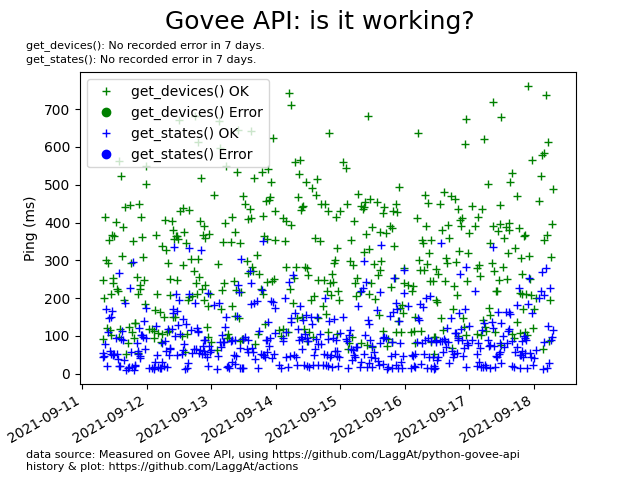 Govee API: is it working?
get_devices(): No recorded error in 7 days.
get_states(): No recorded error in 7 days.
get_devices() OK
get_devices() Error
get_states() OK
get_states() Error
Ping (ms)
700
600
500
400
300
200
100
0
2021-09-11
2021-09-12
2021-09-13
2021-09-14
2021-09-15
2021-09-16
2021-09-17
2021-09-18
data source: Measured on Govee API, using https://github.com/LaggAt/python-govee-api
history & plot: https://github.com/LaggAt/actions